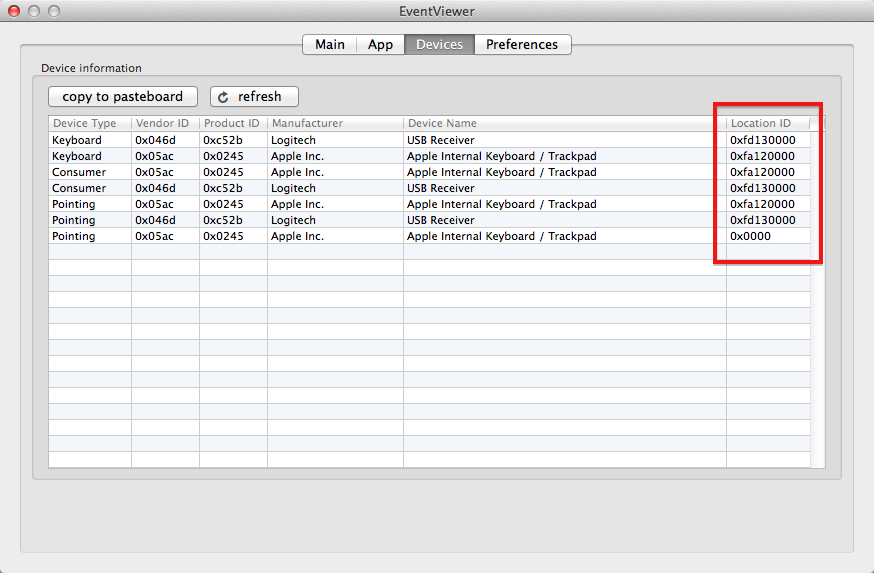 EventViewer
Main App Devices Preferences
Device information
copy to pasteboard refresh
Device Type Vendor ID Product ID Manufacturer Device Name Location ID
Keyboard 0x046d 0xc52b Logitech USB Receiver 0xfd130000
Keyboard 0x05ac 0x0245 Apple Inc. Apple Internal Keyboard / Trackpad 0xfa120000
Consumer 0x05ac 0x0245 Apple Inc. Apple Internal Keyboard / Trackpad 0xfa120000
Consumer 0x046d 0xc52b Logitech USB Receiver 0xfd130000
Pointing 0x05ac 0x0245 Apple Inc. Apple Internal Keyboard / Trackpad 0xfa120000
Pointing 0x046d 0xc52b Logitech USB Receiver 0xfd130000
Pointing 0x05ac 0x0245 Apple Inc. Apple Internal Keyboard / Trackpad 0x0000